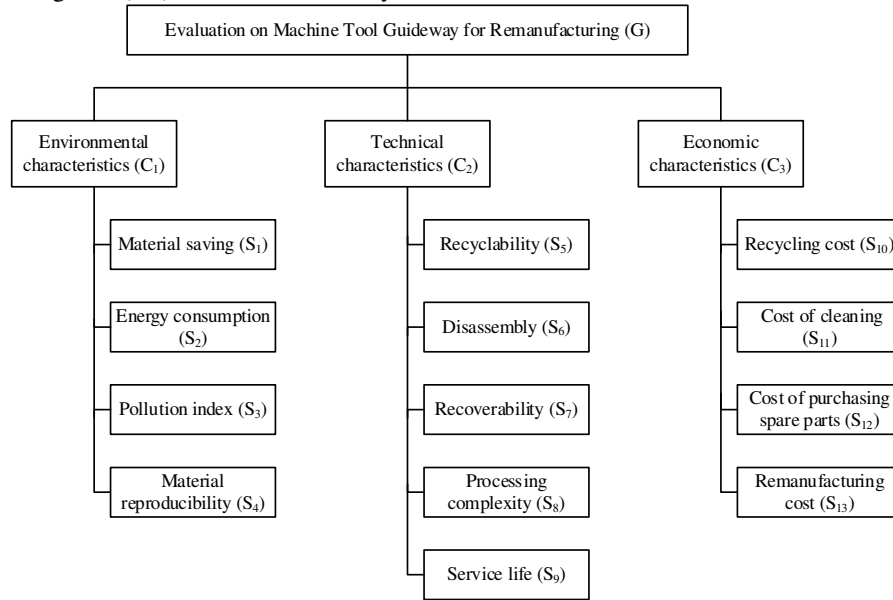 Evaluation on Machine Tool Guideway for Remanufacturing (G)
Environmental
characteristics (C₁)
Material saving (S₁)
Energy consumption
(S₂)
Pollution index (S₃)
Material
reproducibility (S₄)
Technical
characteristics (C₂)
Recyclability (S₅)
Disassembly (S₆)
Recoverability (S₇)
Processing
complexity (S₈)
Service life (S₉)
Economic
characteristics (C₃)
Recycling cost (S₁₀)
Cost of cleaning
(S₁₁)
Cost of purchasing
spare parts (S₁₂)
Remanufacturing
cost (S₁₃)